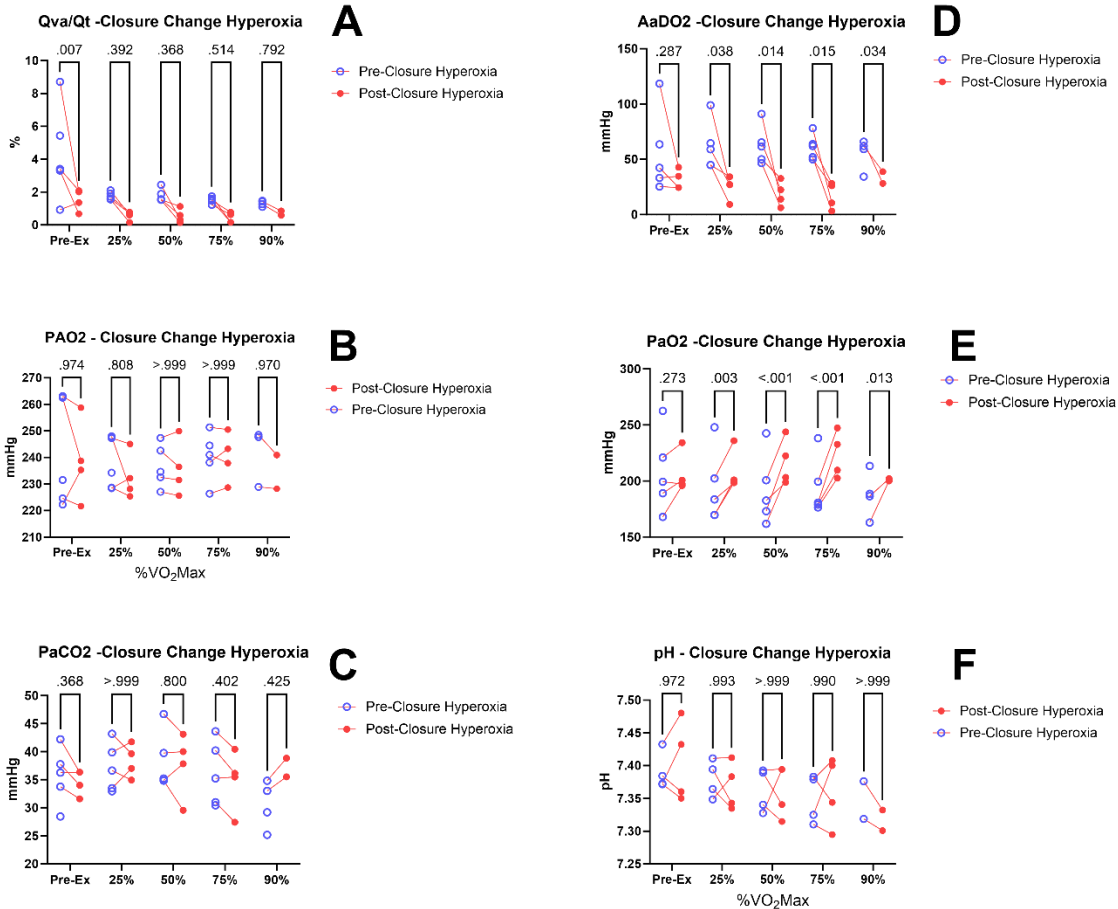 Qva/Qt -Closure Change Hyperoxia
A
.007 .392 .368 .514 .792
10
8
6
4
2
0
%
Pre-Ex 25% 50% 75% 90%
Pre-Closure Hyperoxia
Post-Closure Hyperoxia
AaDO2 -Closure Change Hyperoxia
D
.287 .038 .014 .015 .034
150
100
50
0
mmHg
Pre-Ex 25% 50% 75% 90%
Pre-Closure Hyperoxia
Post-Closure Hyperoxia
PAO2 - Closure Change Hyperoxia
B
.974 .808 >.999 >.999 .970
270
260
250
240
230
220
210
mmHg
Pre-Ex 25% 50% 75% 90%
%VO₂Max
Post-Closure Hyperoxia
Pre-Closure Hyperoxia
PaO2 -Closure Change Hyperoxia
E
.273 .003 <.001 <.001 .013
300
250
200
150
mmHg
Pre-Ex 25% 50% 75% 90%
Pre-Closure Hyperoxia
Post-Closure Hyperoxia
PaCO2 -Closure Change Hyperoxia
C
.368 >.999 .800 .402 .425
50
45
40
35
30
25
20
mmHg
Pre-Ex 25% 50% 75% 90%
Pre-Closure Hyperoxia
Post-Closure Hyperoxia
pH - Closure Change Hyperoxia
F
.972 .993 >.999 .990 >.999
7.50
7.45
7.40
7.35
7.30
7.25
pH
Pre-Ex 25% 50% 75% 90%
%VO₂Max
Post-Closure Hyperoxia
Pre-Closure Hyperoxia